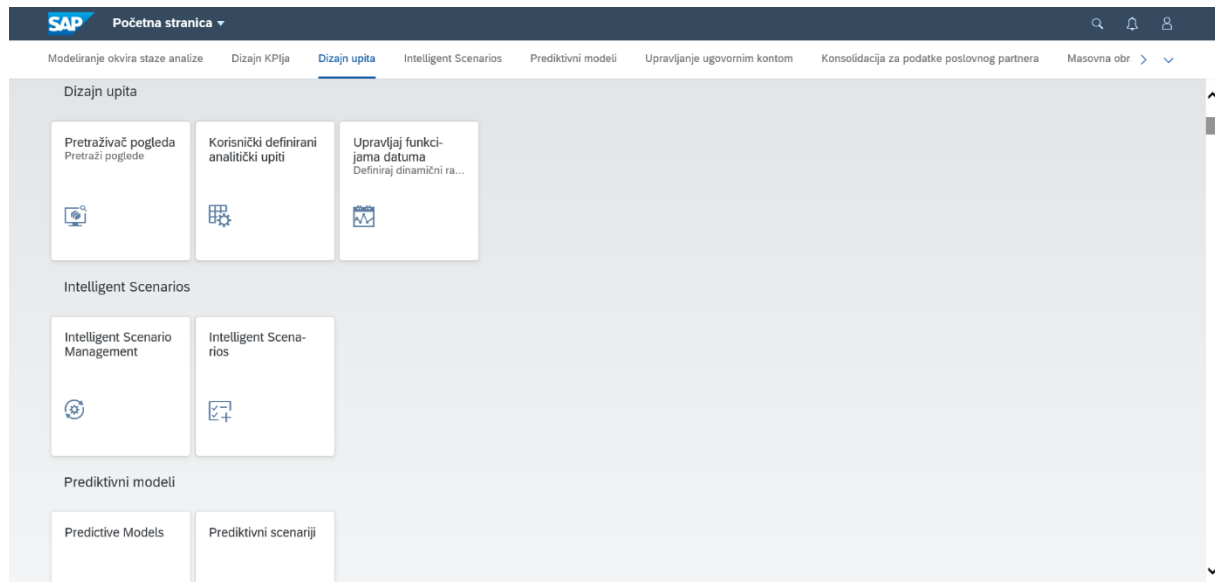 SAP Početna stranica
Modeliranje okvira staze analize Dizajn KPIja Dizajn upita Intelligent Scenarios Prediktivni modeli Upravljanje ugovornim kontom Konsolidacija za podatke poslovnog partnera Masovna obr
Dizajn upita
Pretraživač pogleda
Pretraži poglede
Korisnički definirani
analitički upiti
Upravljaj funkci-
jama datuma
Definiraj dinamični ra...
Intelligent Scenarios
Intelligent Scenario
Management
Intelligent Scena-
rios
Prediktivni modeli
Predictive Models
Prediktivni scenariji